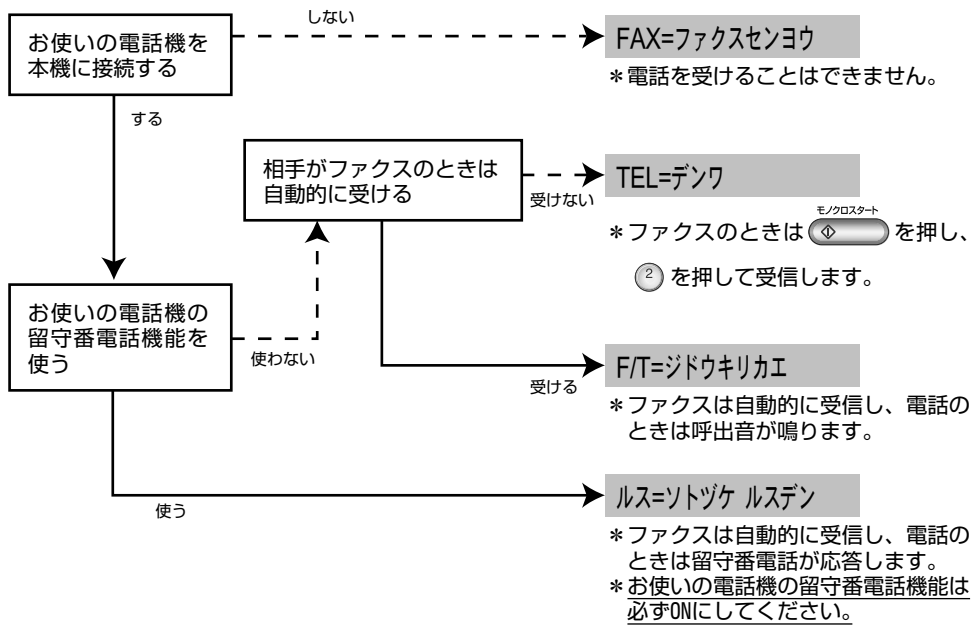 しない
お使いの電話機を
本機に接続する
FAX=ファクスセンヨウ
＊電話を受けることはできません。
する
相手がファクスのときは
自動的に受ける
受けない
TEL=デンワ
モノクロスタート
＊ファクスのときは を押し、
2 を押して受信します。
お使いの電話機の
留守番電話機能を
使う
使わない
受ける
F/T=ジドウキリカエ
＊ファクスは自動的に受信し、電話の
ときは呼出音が鳴ります。
使う
ルス=ソトヅケ ルスデン
＊ファクスは自動的に受信し、電話の
ときは留守番電話が応答します。
＊お使いの電話機の留守番電話機能は
必ずONにしてください。